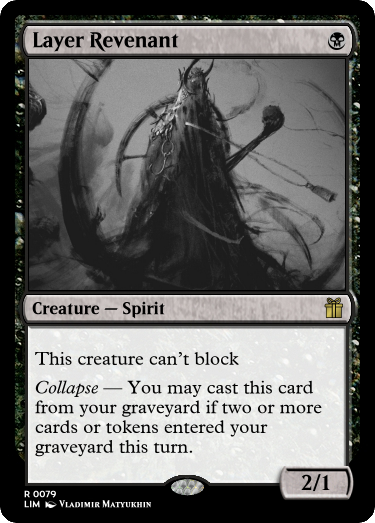 Layer Revenant
Creature — Spirit
This creature can't block
Collapse — You may cast this card
from your graveyard if two or more
cards or tokens entered your
graveyard this turn.
2/1
R 0079
LIM Vladimir Matyukhin